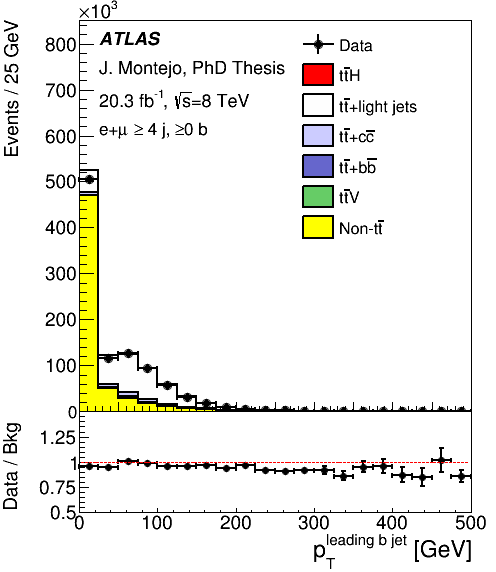 ×10³
Events / 25 GeV
800
700
600
500
400
300
200
100
0
ATLAS
J. Montejo, PhD Thesis
20.3 fb⁻¹, √s=8 TeV
e+μ ≥ 4 j, ≥0 b
Data
tt̄H
tt̄+light jets
tt̄+cc̄
tt̄+bb̄
tt̄V
Non-tt̄
Data / Bkg
1.25
1
0.75
0.5
0 100 200 300 400 500
p_T^leading b jet [GeV]